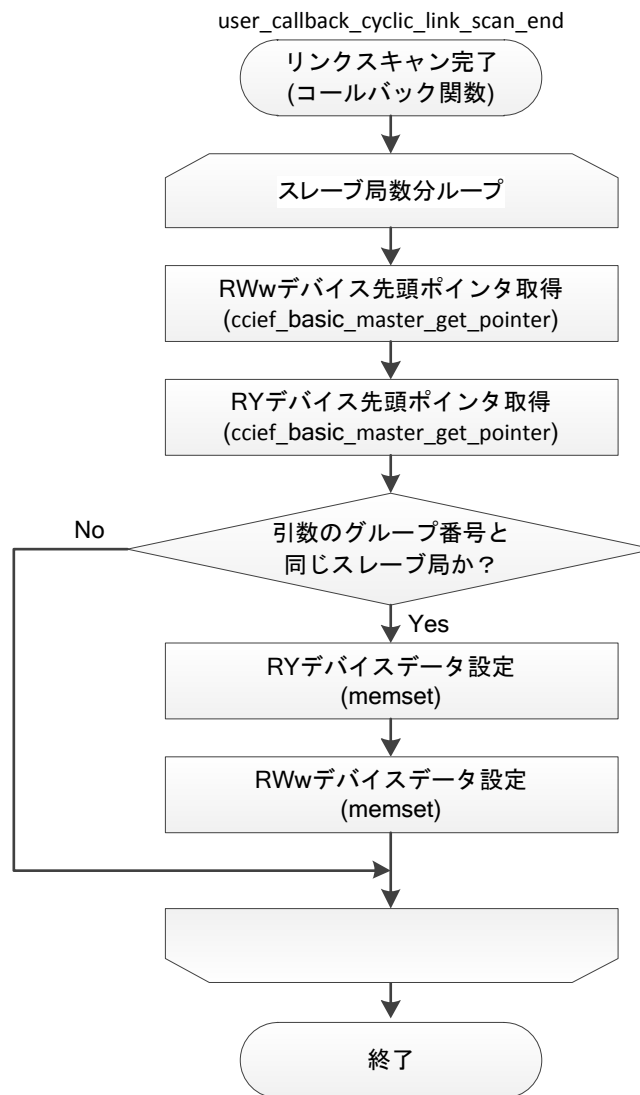 user_callback_cyclic_link_scan_end
リンクスキャン完了
(コールバック関数)
スレーブ局数分ループ
RWwデバイス先頭ポインタ取得
(ccief_basic_master_get_pointer)
RYデバイス先頭ポインタ取得
(ccief_basic_master_get_pointer)
No
引数のグループ番号と
同じスレーブ局か？
Yes
RYデバイスデータ設定
(memset)
RWwデバイスデータ設定
(memset)
終了